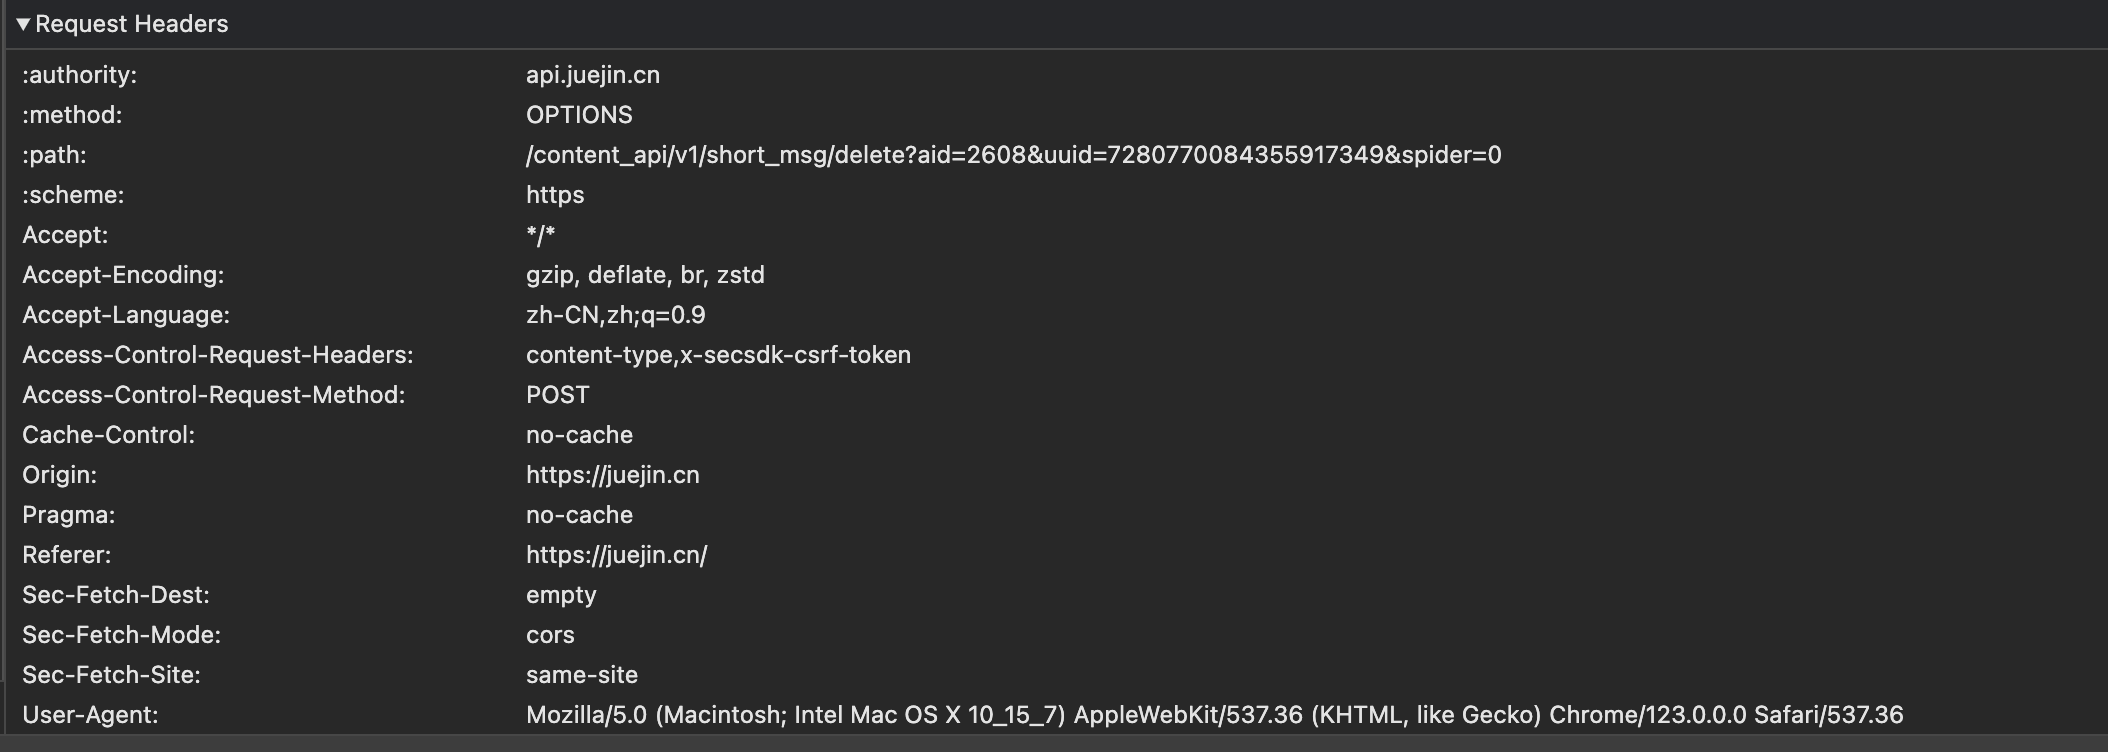 ▼Request Headers
:authority: api.juejin.cn
:method: OPTIONS
:path: /content_api/v1/short_msg/delete?aid=2608&uuid=7280770084355917349&spider=0
:scheme: https
Accept: */*
Accept-Encoding: gzip, deflate, br, zstd
Accept-Language: zh-CN,zh;q=0.9
Access-Control-Request-Headers: content-type,x-secsdk-csrf-token
Access-Control-Request-Method: POST
Cache-Control: no-cache
Origin: https://juejin.cn
Pragma: no-cache
Referer: https://juejin.cn/
Sec-Fetch-Dest: empty
Sec-Fetch-Mode: cors
Sec-Fetch-Site: same-site
User-Agent: Mozilla/5.0 (Macintosh; Intel Mac OS X 10_15_7) AppleWebKit/537.36 (KHTML, like Gecko) Chrome/123.0.0.0 Safari/537.36